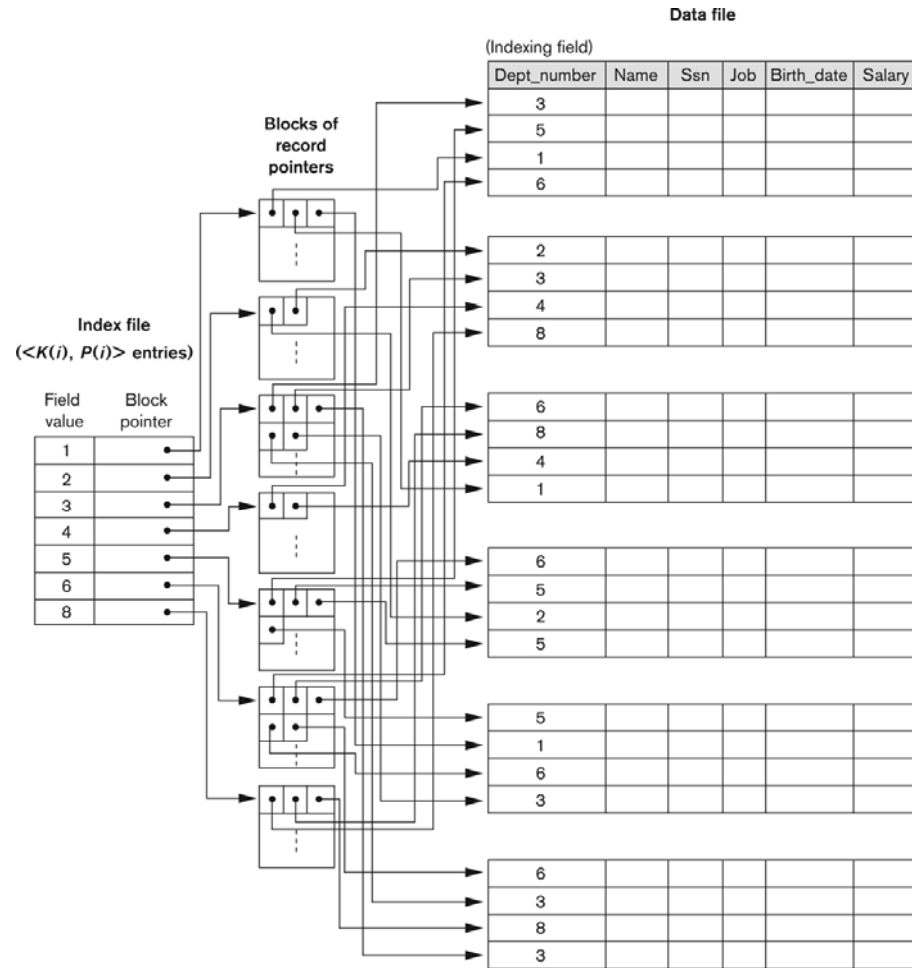 Data file
(Indexing field)
Dept_number Name Ssn Job Birth_date Salary
3
5
1
6
2
3
4
8
6
8
4
1
6
5
2
5
5
1
6
3
6
3
8
3
Blocks of
record
pointers
Index file
(<K(i), P(i)> entries)
Field
value
Block
pointer
1
2
3
4
5
6
8